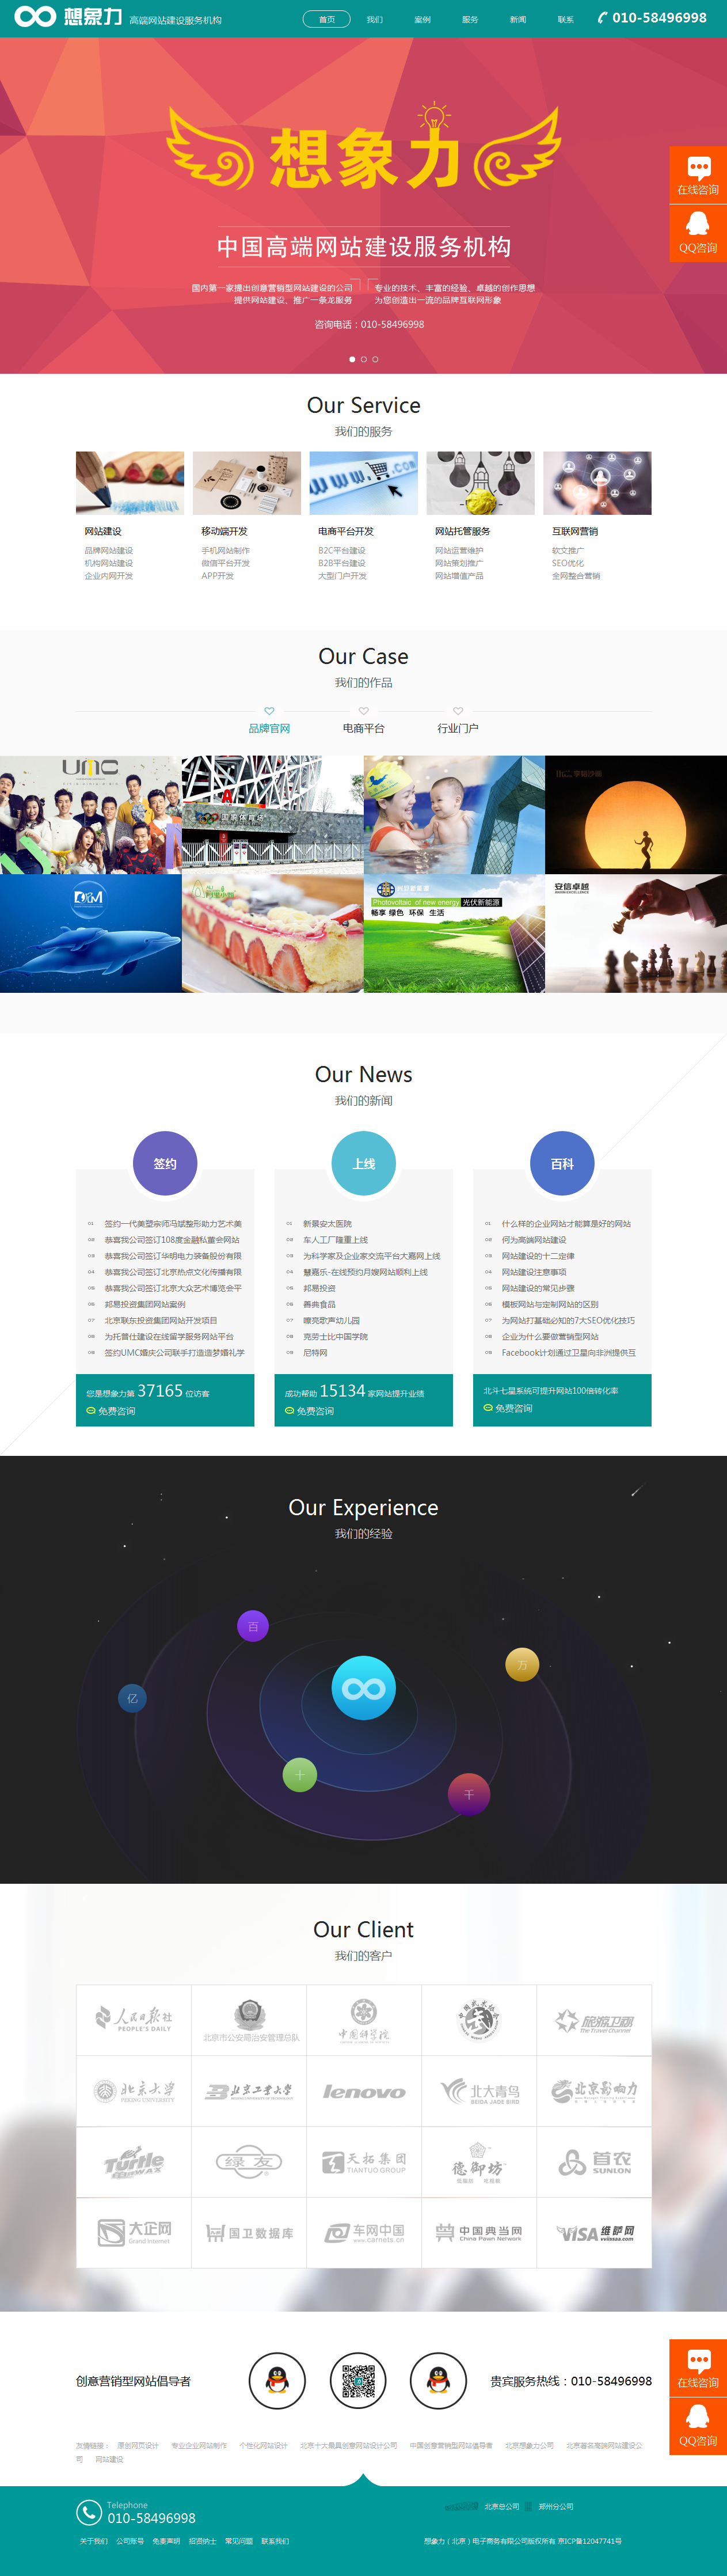 想象力 高端网站建设服务机构 首页 我们 案例 服务 新闻 联系 010-58496998
想象力
在线咨询
QQ咨询
中国高端网站建设服务机构
国内第一家提出创意营销型网站建设的公司 专业的技术、丰富的经验、卓越的创作思想
提供网站建设、推广一条龙服务 为您创造出一流的品牌互联网形象
咨询电话：010-58496998
Our Service
我们的服务
www.com
网站建设 移动端开发 电商平台开发 网站托管服务 互联网营销
品牌网站建设 手机网站制作 B2C平台建设 网站运营维护 软文推广
机构网站建设 微信平台开发 B2B平台建设 网站策划推广 SEO优化
企业内网开发 APP开发 大型门户开发 网站增值产品 全网整合营销
Our Case
我们的作品
品牌官网 电商平台 行业门户
UMC
国家体育场
安信卓越
Photovoltaic of new energy 光伏新能源
畅享 绿色 环保 生活
Our News
我们的新闻
签约 上线 百科
01 签约一代美塑宗师冯斌整形助力艺术美
02 恭喜我公司签订108度金融私董会网站
03 恭喜我公司签订华明电力装备股份有限
04 恭喜我公司签订北京热点文化传播有限
05 恭喜我公司签订北京大众艺术博览会平
06 邦易投资集团网站案例
07 北京联东投资集团网站开发项目
08 为托普仕建设在线留学服务网站平台
09 签约UMC婚庆公司联手打造造梦婚礼学
01 新景安太医院
02 车人工厂隆重上线
03 为科学家及企业家交流平台大嘉网上线
04 慧嘉乐-在线预约月嫂网站顺利上线
05 邦易投资
06 善典食品
07 嘹亮歌声幼儿园
08 克劳士比中国学院
09 尼特网
01 什么样的企业网站才能算是好的网站
02 何为高端网站建设
03 网站建设的十二定律
04 网站建设注意事项
05 网站建设的常见步骤
06 模板网站与定制网站的区别
07 为网站打基础必知的7大SEO优化技巧
08 企业为什么要做营销型网站
09 Facebook计划通过卫星向非洲提供互
您是想象力第 37165 位访客
免费咨询
成功帮助 15134 家网站提升业绩
免费咨询
北斗七星系统可提升网站100倍转化率
免费咨询
Our Experience
我们的经验
百
万
亿
十
千
Our Client
我们的客户
人民日报社
PEOPLE'S DAILY
北京市公安局治安管理总队
中国科学院
旅游卫视
The Travel Channel
北京大学
PEKING UNIVERSITY
北京工业大学
lenovo
北大青鸟
BEIDA JADE BIRD
北京影响力
Turtle
绿友
天拓集团
TIANTUO GROUP
德御坊
首农
SUNLON
大企网
Grand Internet
国卫数据库
车网中国
www.carnets.cn
中国典当网
China Pawn Network
VISA 维萨网
创意营销型网站倡导者 贵宾服务热线：010-58496998
在线咨询
QQ咨询
友情链接： 原创网页设计 专业企业网站制作 个性化网站设计 北京十大最具创意网站设计公司 中国创意营销型网站倡导者 北京想象力公司 北京著名高端网站建设公
司 网站建设
Telephone
010-58496998
北京总公司 郑州分公司
关于我们 公司账号 免责声明 招贤纳士 常见问题 联系我们
想象力（北京）电子商务有限公司版权所有 京ICP备12047741号